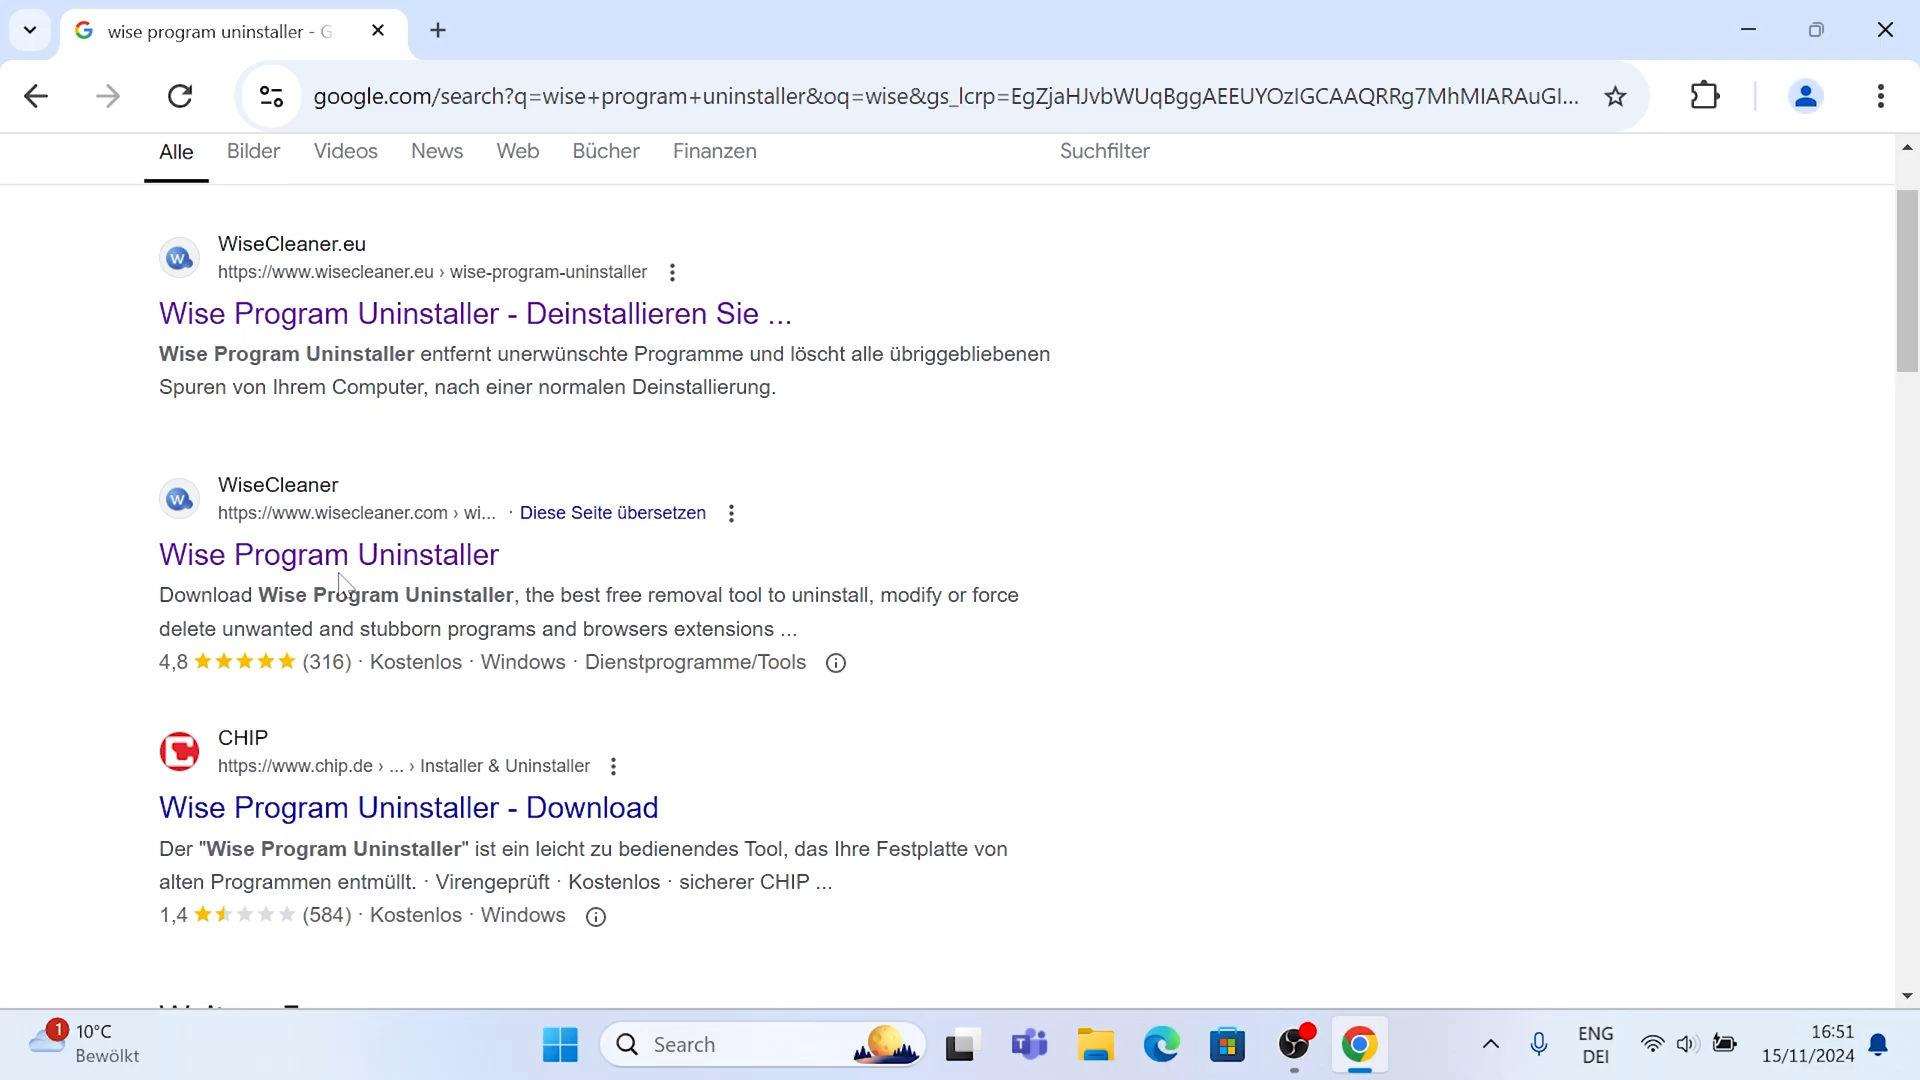 wise program uninstaller - G
google.com/search?q=wise+program+uninstaller&oq=wise&gs_lcrp=EgZjaHJvbWUqBggAEEUYOzIGCAAQRRg7MhMIARAuGI...
Alle Bilder Videos News Web Bücher Finanzen Suchfilter
WiseCleaner.eu
https://www.wisecleaner.eu › wise-program-uninstaller
Wise Program Uninstaller - Deinstallieren Sie ...
Wise Program Uninstaller entfernt unerwünschte Programme und löscht alle übriggebliebenen
Spuren von Ihrem Computer, nach einer normalen Deinstallierung.
WiseCleaner
https://www.wisecleaner.com › wi... · Diese Seite übersetzen
Wise Program Uninstaller
Download Wise Program Uninstaller, the best free removal tool to uninstall, modify or force
delete unwanted and stubborn programs and browsers extensions ...
4,8 ★★★★★ (316) · Kostenlos · Windows · Dienstprogramme/Tools
CHIP
https://www.chip.de › ... › Installer & Uninstaller
Wise Program Uninstaller - Download
Der "Wise Program Uninstaller" ist ein leicht zu bedienendes Tool, das Ihre Festplatte von
alten Programmen entmüllt. · Virengeprüft · Kostenlos · sicherer CHIP ...
1,4 (584) · Kostenlos · Windows
1 10°C
Bewölkt
Search
ENG
DEI
16:51
15/11/2024